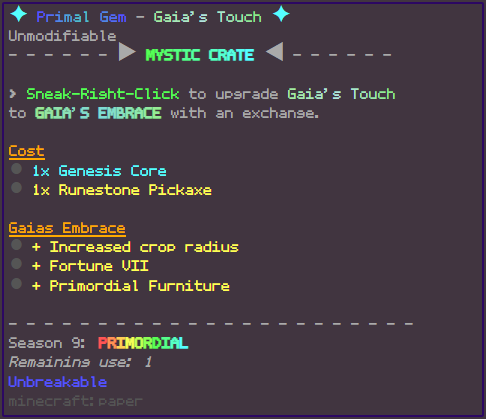 ✦ Primal Gem - Gaia's Touch ✦
Unmodifiable
- - - - - - ▶ MYSTIC CRATE ◀ - - - - - -
> Sneak-Right-Click to upgrade Gaia's Touch
to GAIA'S EMBRACE with an exchange.
Cost
● 1x Genesis Core
● 1x Runestone Pickaxe
Gaias Embrace
● + Increased crop radius
● + Fortune VII
● + Primordial Furniture
- - - - - - - - - - - - - - - - - - - - - - - -
Season 9: PRIMORDIAL
Remaining use: 1
Unbreakable
minecraft:paper